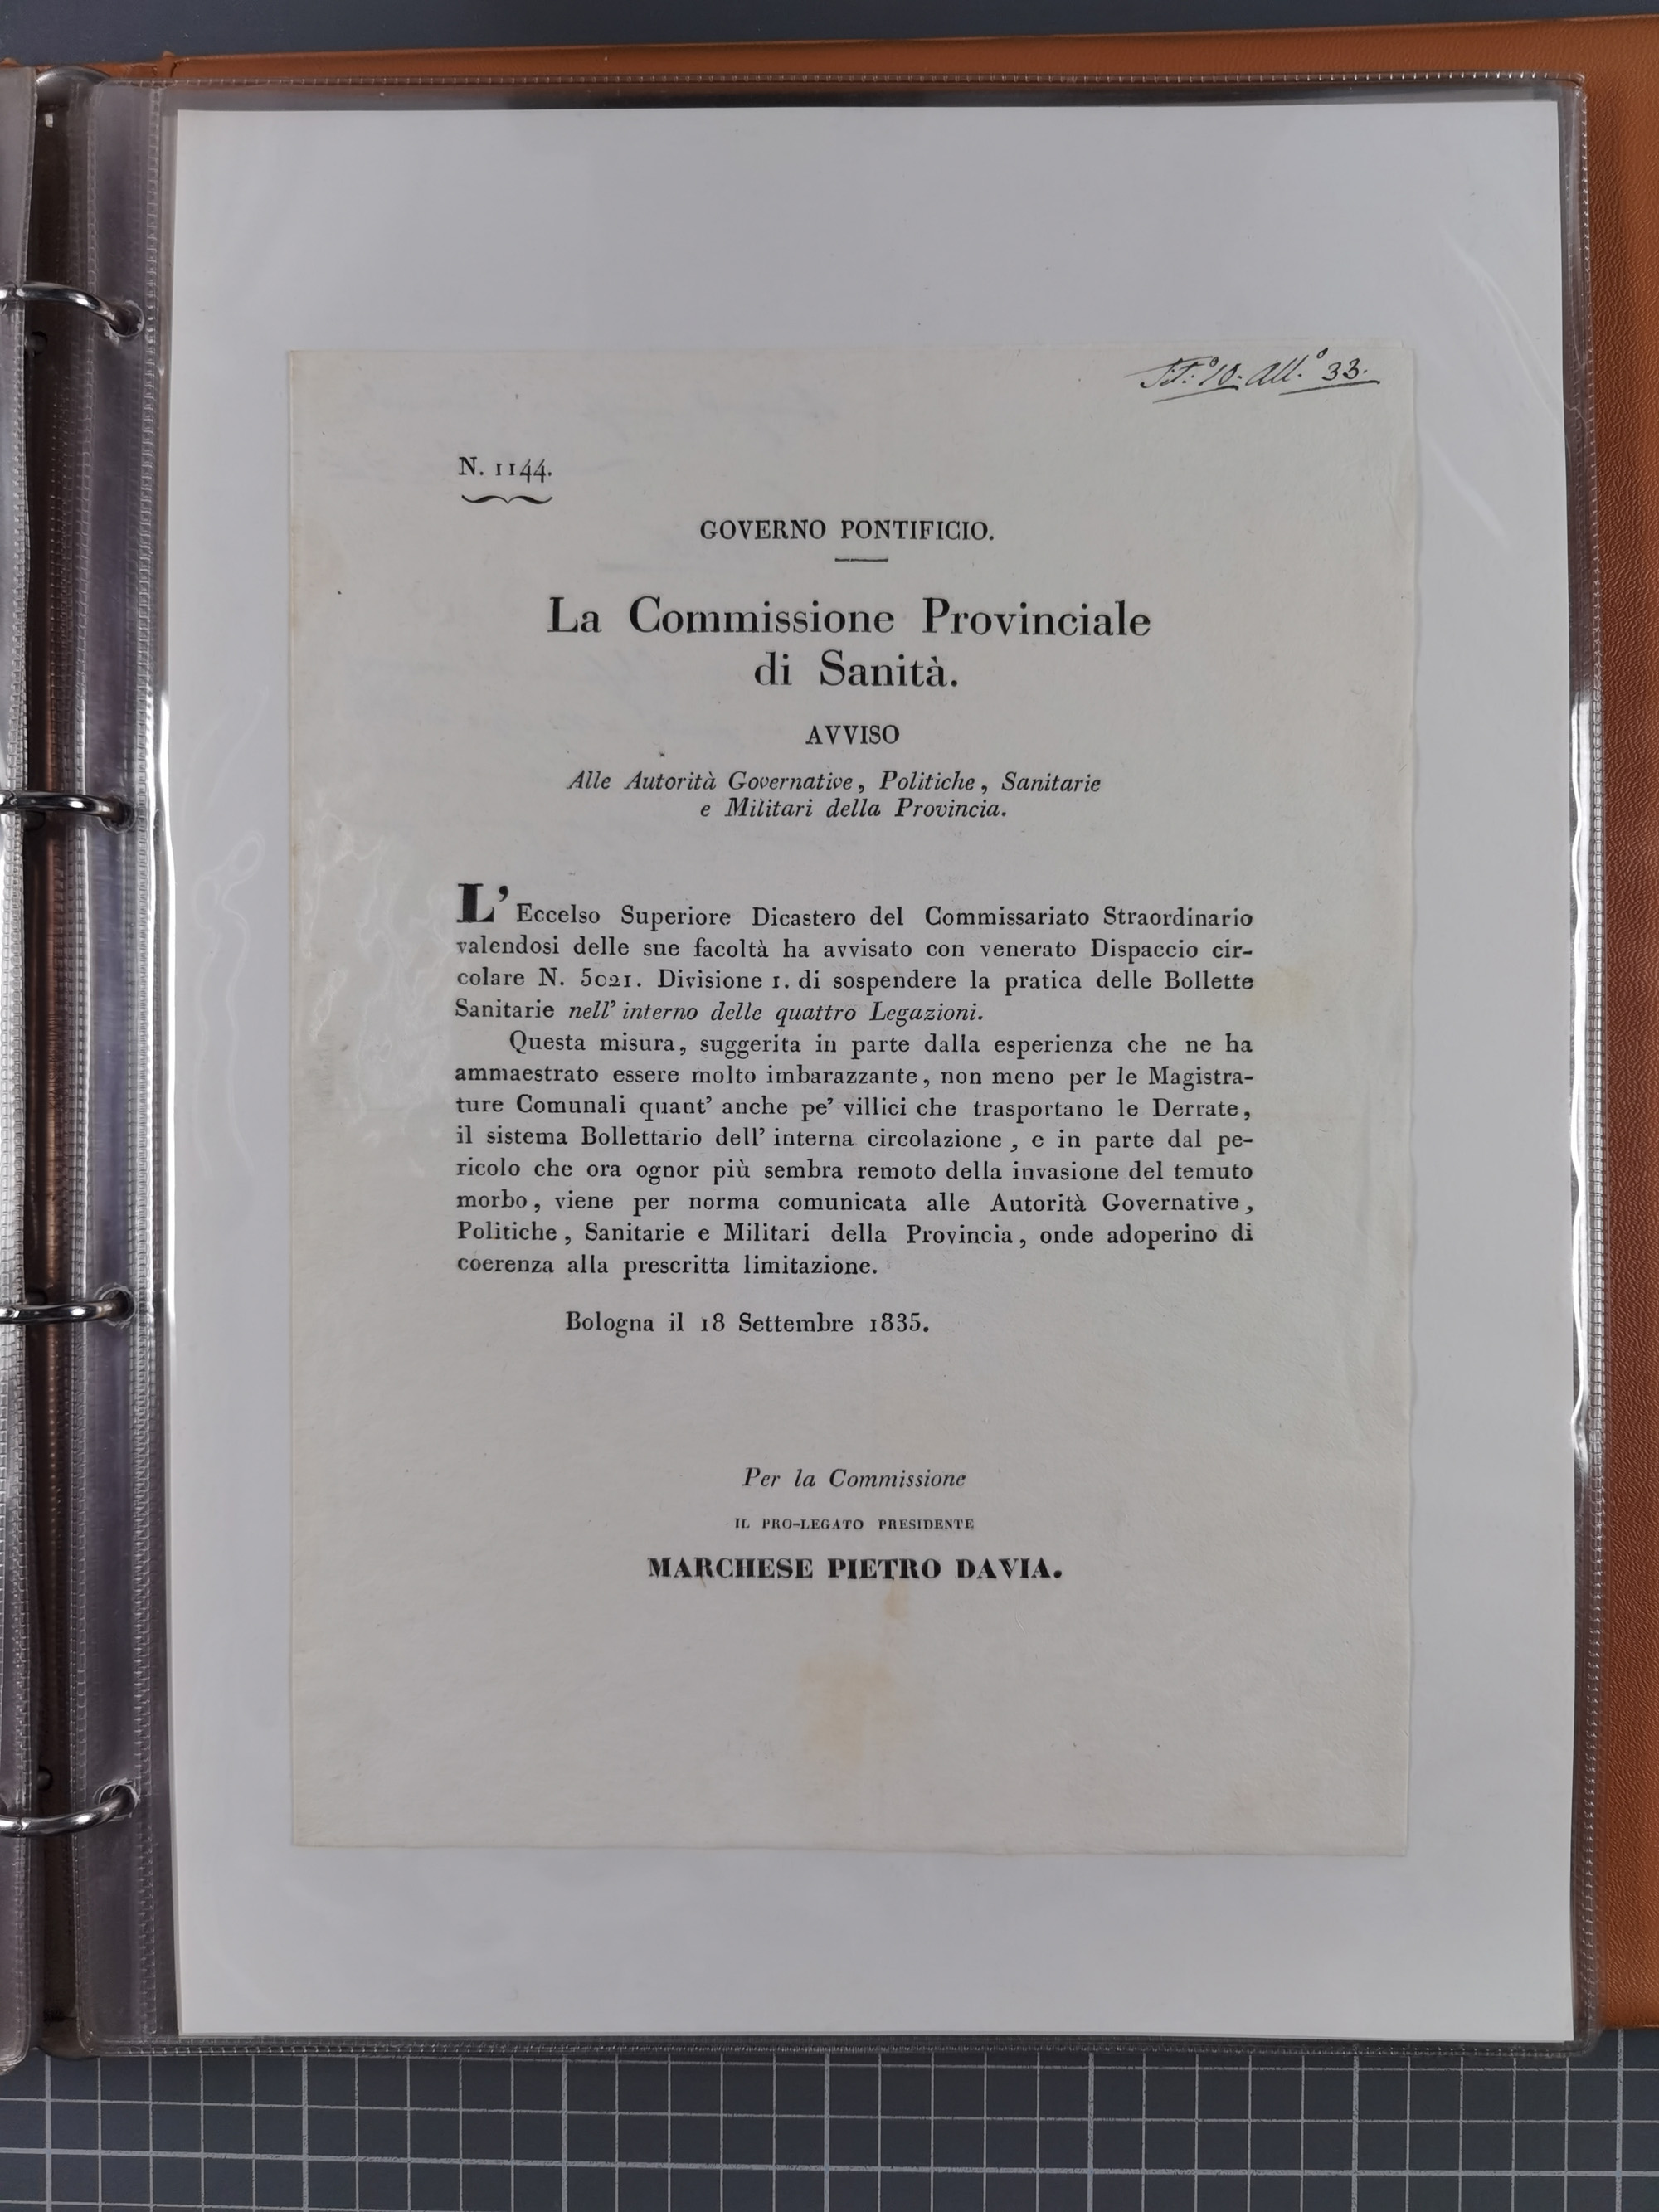 Tit.° 10. All.° 33.
N. 1144.
GOVERNO PONTIFICIO.
La Commissione Provinciale
di Sanità.
AVVISO
Alle Autorità Governative, Politiche, Sanitarie
e Militari della Provincia.
L' Eccelso Superiore Dicastero del Commissariato Straordinario
valendosi delle sue facoltà ha avvisato con venerato Dispaccio cir-
colare N. 5021. Divisione 1. di sospendere la pratica delle Bollette
Sanitarie nell' interno delle quattro Legazioni.
Questa misura, suggerita in parte dalla esperienza che ne ha
ammaestrato essere molto imbarazzante, non meno per le Magistra-
ture Comunali quant' anche pe' villici che trasportano le Derrate,
il sistema Bollettario dell' interna circolazione, e in parte dal pe-
ricolo che ora ognor più sembra remoto della invasione del temuto
morbo, viene per norma comunicata alle Autorità Governative,
Politiche, Sanitarie e Militari della Provincia, onde adoperino di
coerenza alla prescritta limitazione.
Bologna il 18 Settembre 1835.
Per la Commissione
IL PRO-LEGATO PRESIDENTE
MARCHESE PIETRO DAVIA.